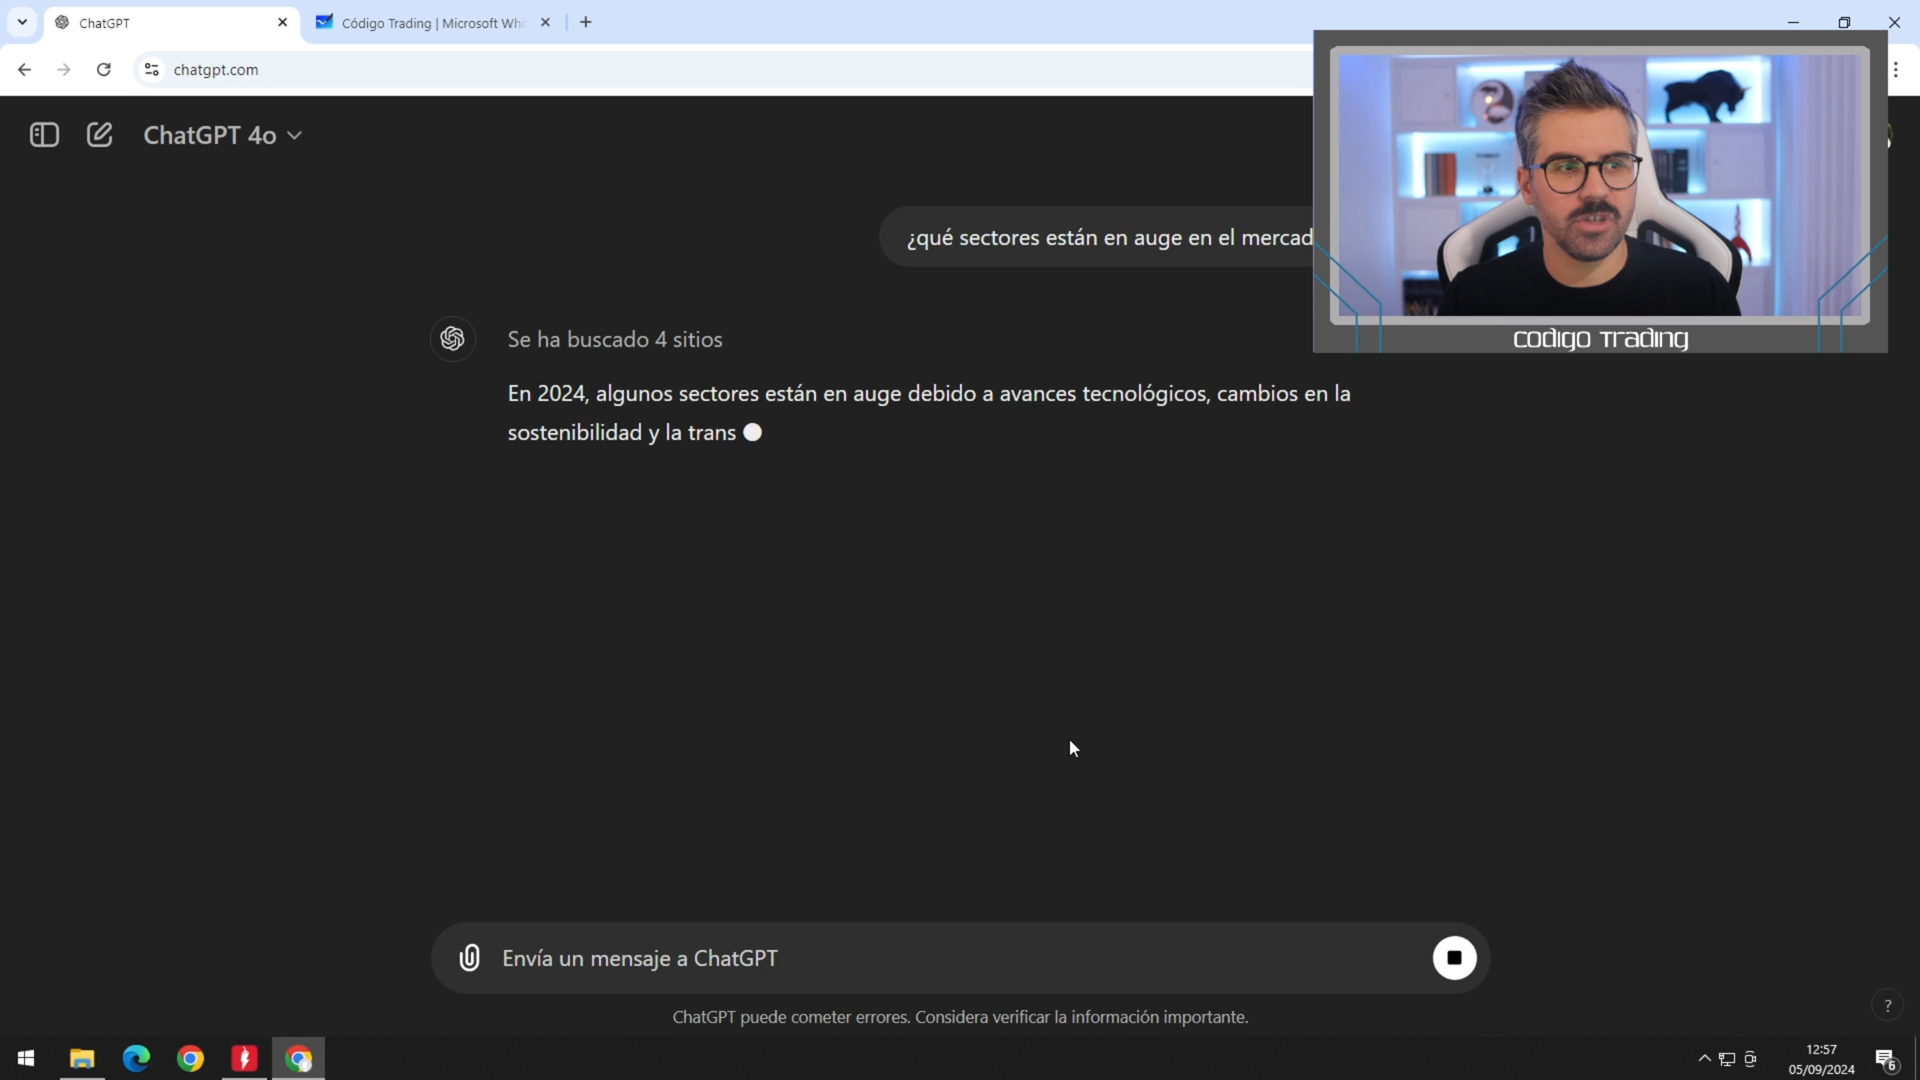 ChatGPT
Código Trading | Microsoft Whi
chatgpt.com
ChatGPT 4o
¿qué sectores están en auge en el mercad
codigo Trading
Se ha buscado 4 sitios
En 2024, algunos sectores están en auge debido a avances tecnológicos, cambios en la
sostenibilidad y la trans
Envía un mensaje a ChatGPT
ChatGPT puede cometer errores. Considera verificar la información importante.
?
12:57
05/09/2024
6